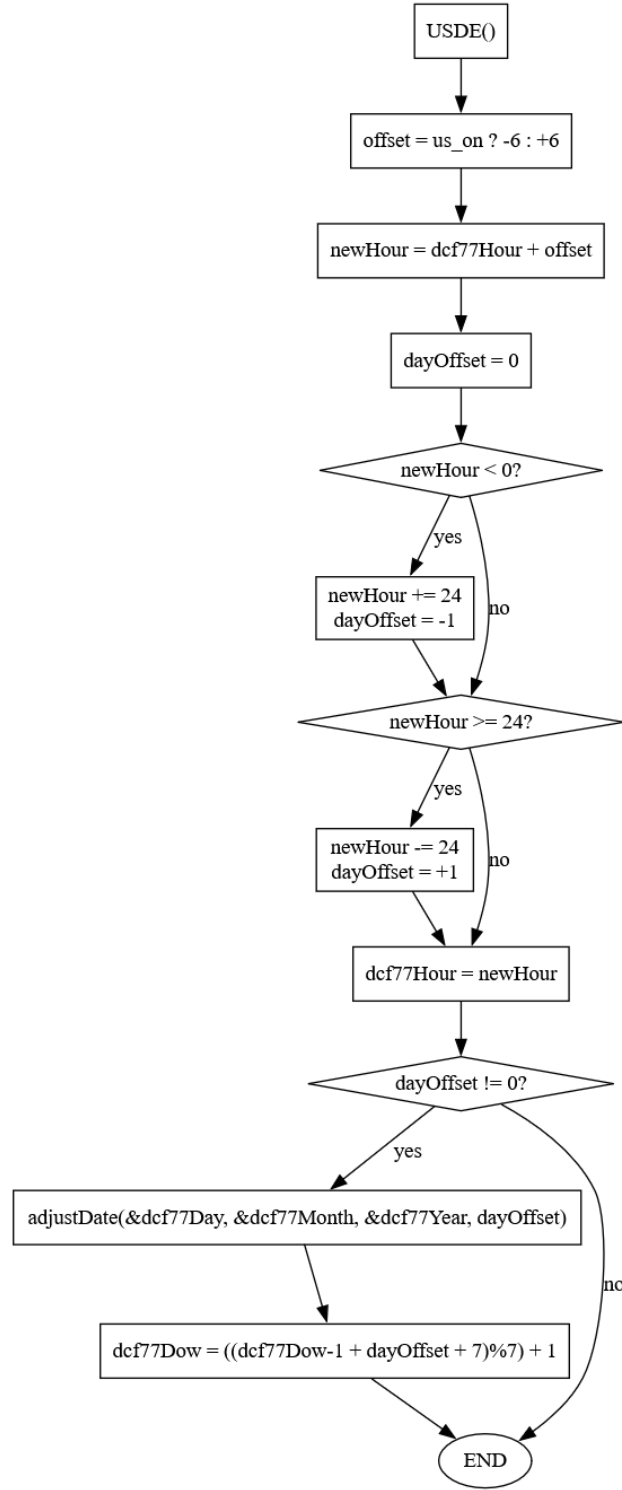 USDE()
offset = us_on ? -6 : +6
newHour = dcf77Hour + offset
dayOffset = 0
newHour < 0?
yes
newHour += 24
dayOffset = -1
no
newHour >= 24?
yes
newHour -= 24
dayOffset = +1
no
dcf77Hour = newHour
dayOffset != 0?
yes
adjustDate(&dcf77Day, &dcf77Month, &dcf77Year, dayOffset)
no
dcf77Dow = ((dcf77Dow-1 + dayOffset + 7)%7) + 1
END